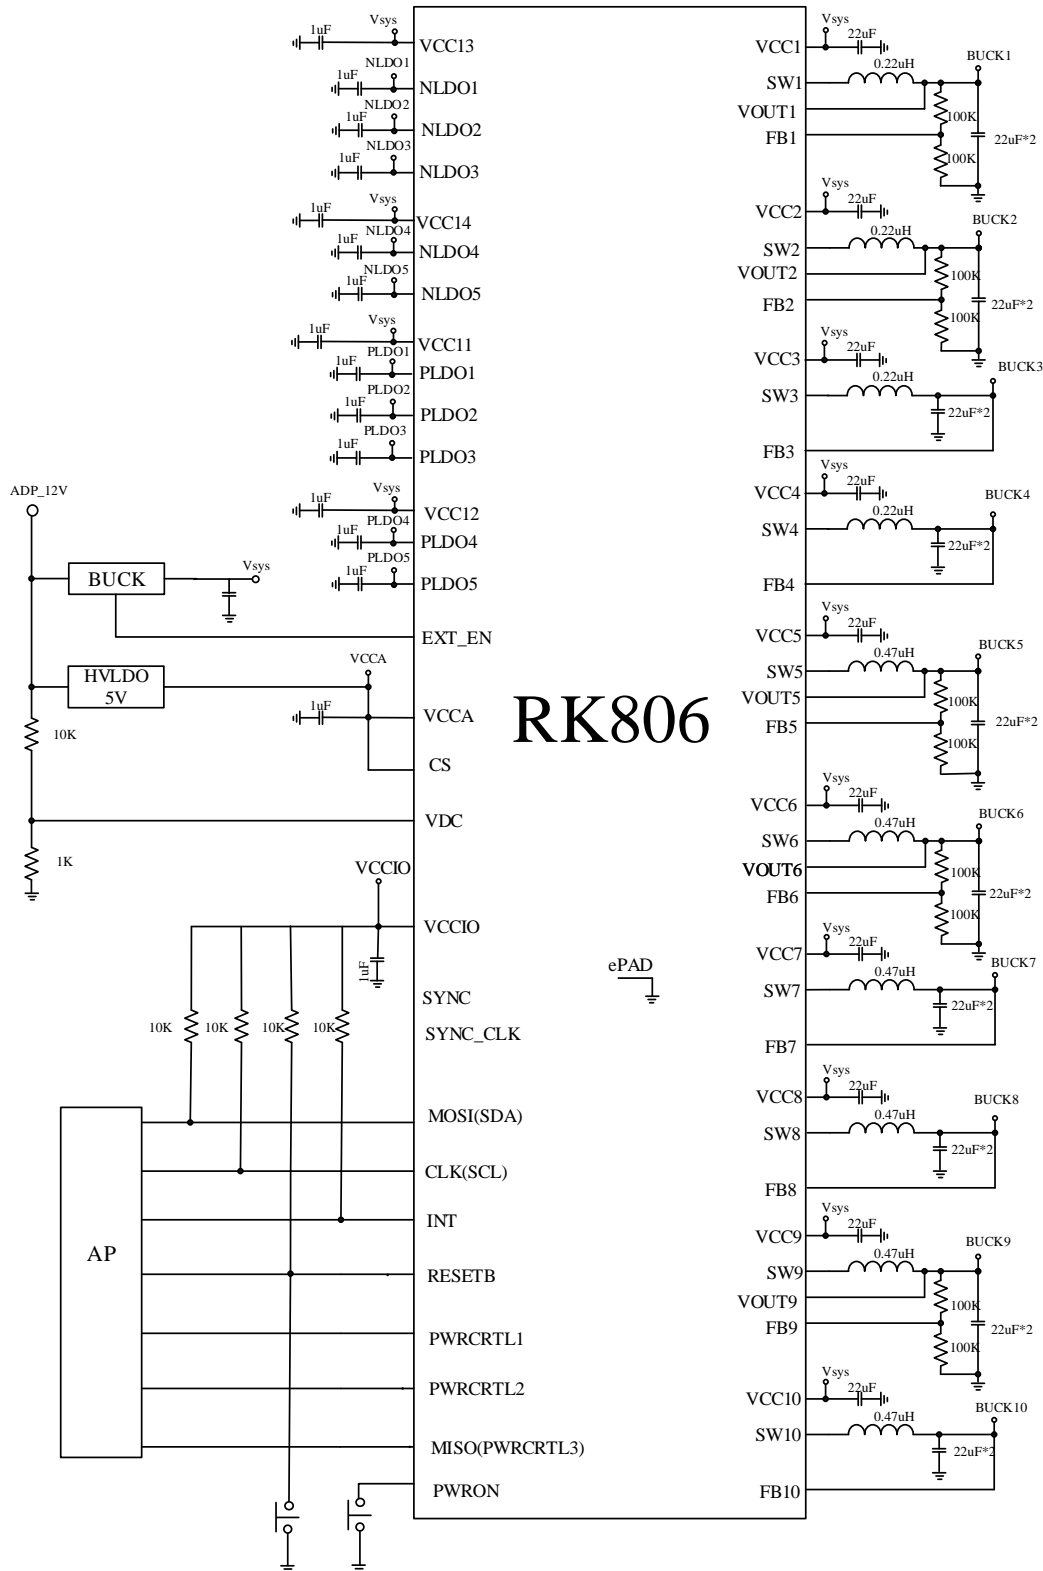 Vsys
1uF
VCC13
NLDO1
1uF
NLDO1
NLDO2
1uF
NLDO2
NLDO3
1uF
NLDO3
Vsys
1uF
VCC14
NLDO4
1uF
NLDO4
NLDO5
1uF
NLDO5
Vsys
1uF
VCC11
PLDO1
1uF
PLDO1
PLDO2
1uF
PLDO2
PLDO3
1uF
PLDO3
Vsys
1uF
VCC12
PLDO4
1uF
PLDO4
PLDO5
1uF
PLDO5
ADP_12V
BUCK
Vsys
EXT_EN
HVLDO
5V
VCCA
1uF
VCCA
CS
10K
VDC
1K
VCCIO
VCCIO
1uF
SYNC
SYNC_CLK
10K
10K
10K
10K
AP
MOSI(SDA)
CLK(SCL)
INT
RESETB
PWRCRTL1
PWRCRTL2
MISO(PWRCRTL3)
PWRON
RK806
ePAD
Vsys
22uF
VCC1
0.22uH
BUCK1
SW1
VOUT1
100K
FB1
22uF*2
100K
Vsys
22uF
VCC2
0.22uH
BUCK2
SW2
VOUT2
100K
FB2
22uF*2
100K
Vsys
22uF
VCC3
0.22uH
BUCK3
SW3
22uF*2
FB3
Vsys
22uF
VCC4
0.22uH
BUCK4
SW4
22uF*2
FB4
Vsys
22uF
VCC5
0.47uH
BUCK5
SW5
VOUT5
100K
FB5
22uF*2
100K
Vsys
22uF
VCC6
0.47uH
BUCK6
SW6
VOUT6
100K
FB6
22uF*2
100K
Vsys
22uF
VCC7
0.47uH
BUCK7
SW7
22uF*2
FB7
Vsys
22uF
VCC8
0.47uH
BUCK8
SW8
22uF*2
FB8
Vsys
22uF
VCC9
0.47uH
BUCK9
SW9
VOUT9
100K
FB9
22uF*2
100K
Vsys
22uF
VCC10
0.47uH
BUCK10
SW10
22uF*2
FB10